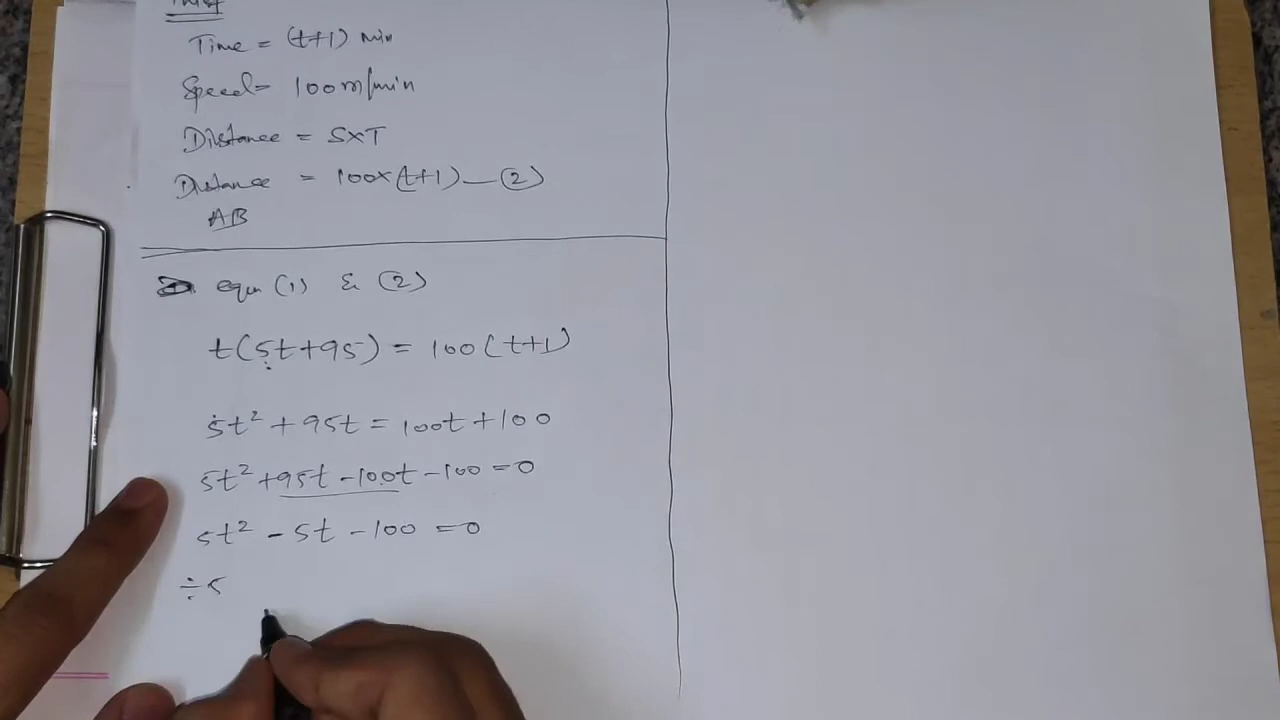 Thief
Time = (t+1) min
Speed = 100m/min
Distance = S×T
Distance = 100×(t+1) — (2)
AB
equ (1) & (2)
t(5t+95) = 100(t+1)
5t² + 95t = 100t + 100
5t² + 95t - 100t - 100 = 0
5t² - 5t - 100 = 0
÷ 5